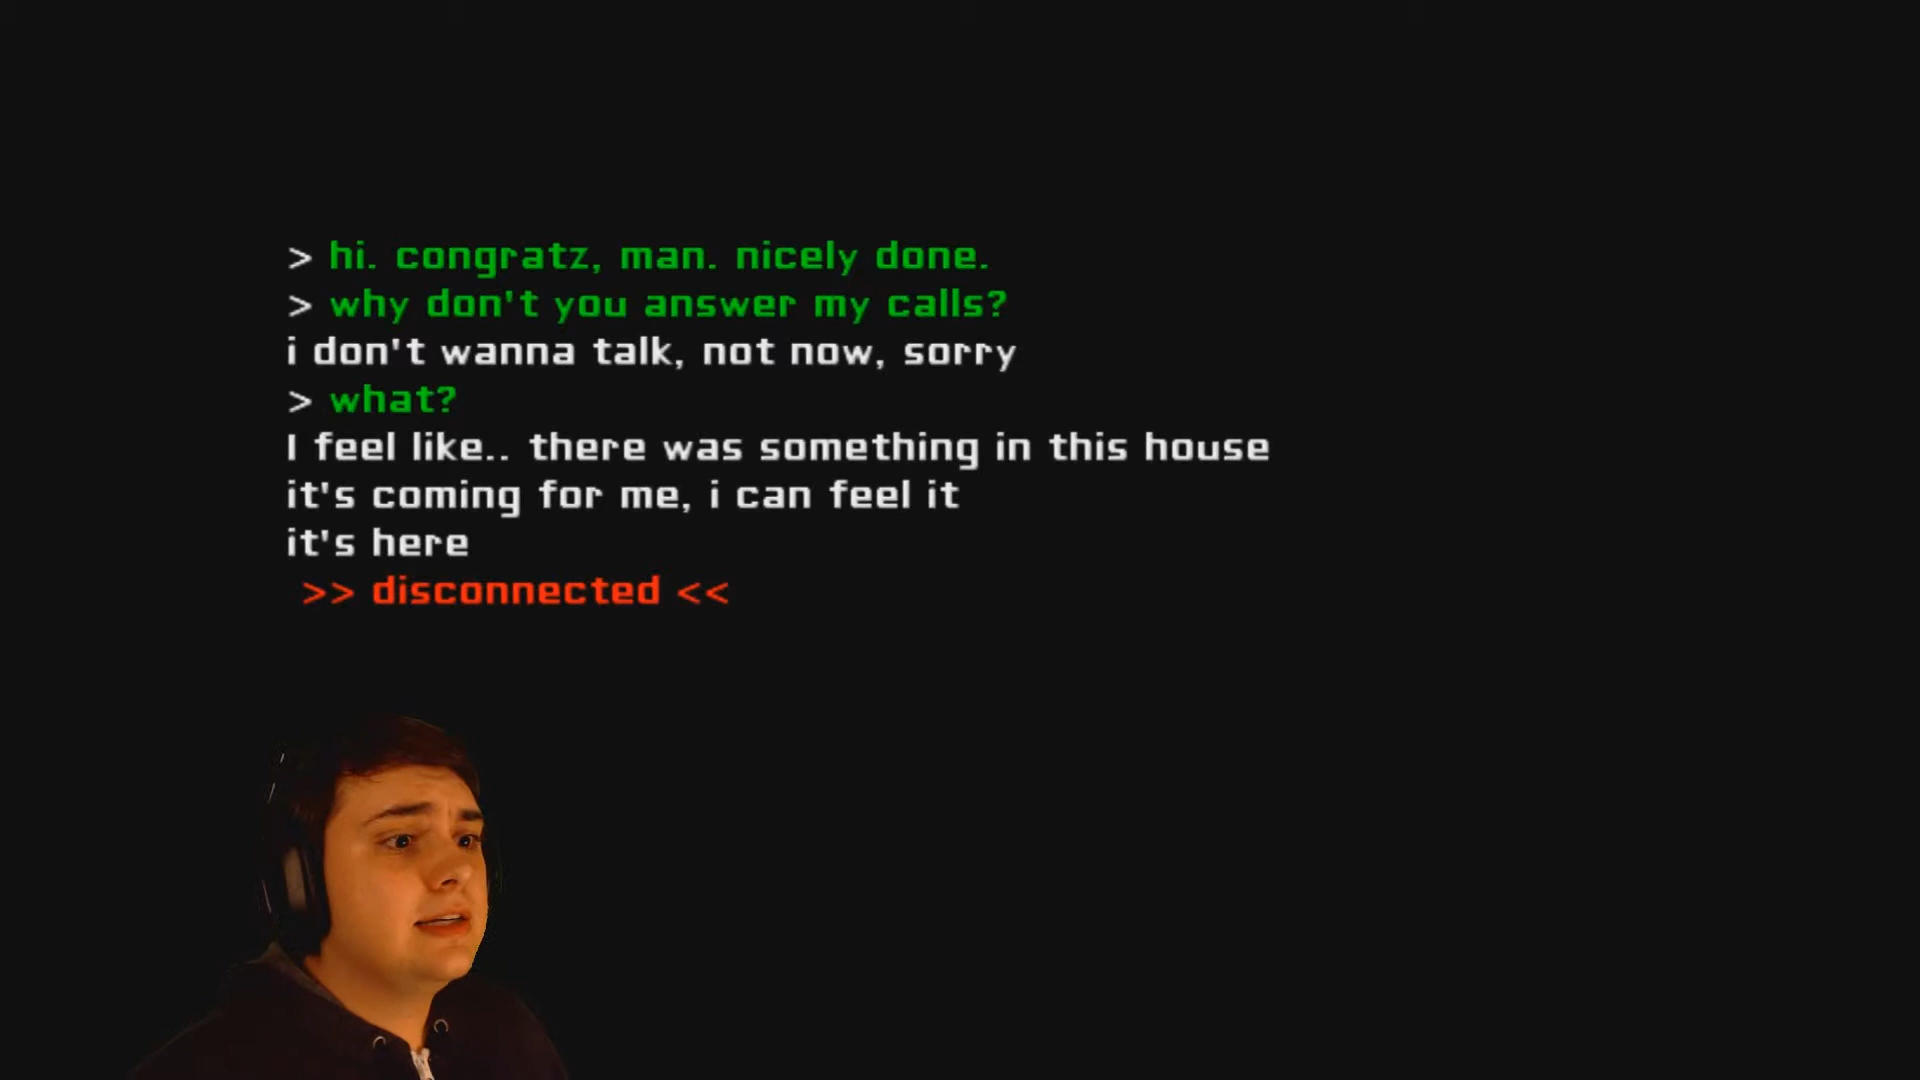 > hi. congratz, man. nicely done.
> why don't you answer my calls?
i don't wanna talk, not now, sorry
> what?
I feel like.. there was something in this house
it's coming for me, i can feel it
it's here
>> disconnected <<